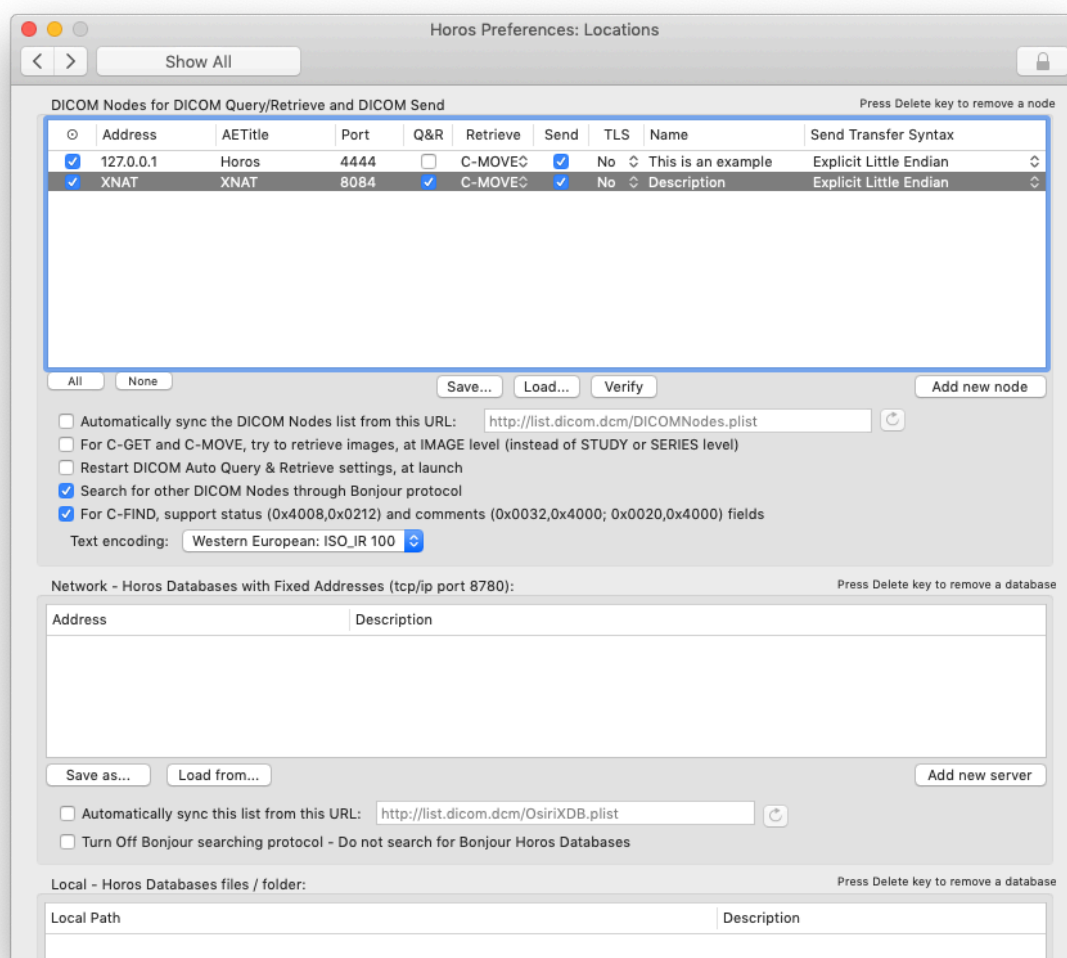 Horos Preferences: Locations
Show All
DICOM Nodes for DICOM Query/Retrieve and DICOM Send Press Delete key to remove a node
Address AETitle Port Q&R Retrieve Send TLS Name Send Transfer Syntax
127.0.0.1 Horos 4444 C-MOVE No This is an example Explicit Little Endian
XNAT XNAT 8084 C-MOVE No Description Explicit Little Endian
All None Save... Load... Verify Add new node
Automatically sync the DICOM Nodes list from this URL: http://list.dicom.dcm/DICOMNodes.plist
For C-GET and C-MOVE, try to retrieve images, at IMAGE level (instead of STUDY or SERIES level)
Restart DICOM Auto Query & Retrieve settings, at launch
Search for other DICOM Nodes through Bonjour protocol
For C-FIND, support status (0x4008,0x0212) and comments (0x0032,0x4000; 0x0020,0x4000) fields
Text encoding: Western European: ISO_IR 100
Network - Horos Databases with Fixed Addresses (tcp/ip port 8780): Press Delete key to remove a database
Address Description
Save as... Load from... Add new server
Automatically sync this list from this URL: http://list.dicom.dcm/OsiriXDB.plist
Turn Off Bonjour searching protocol - Do not search for Bonjour Horos Databases
Local - Horos Databases files / folder: Press Delete key to remove a database
Local Path Description